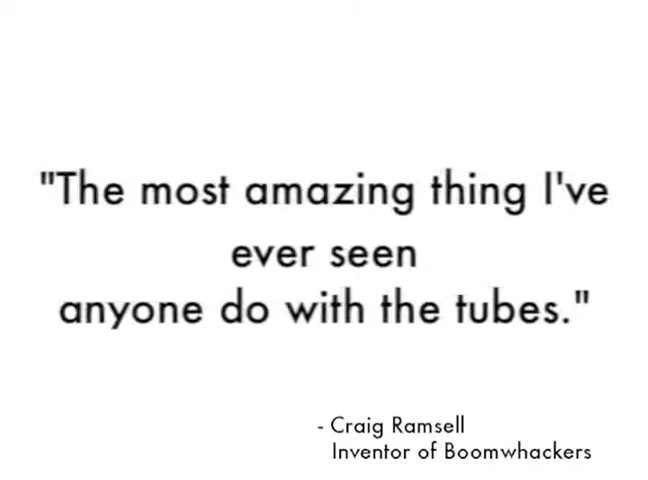 "The most amazing thing I've
ever seen
anyone do with the tubes."
- Craig Ramsell
Inventor of Boomwhackers